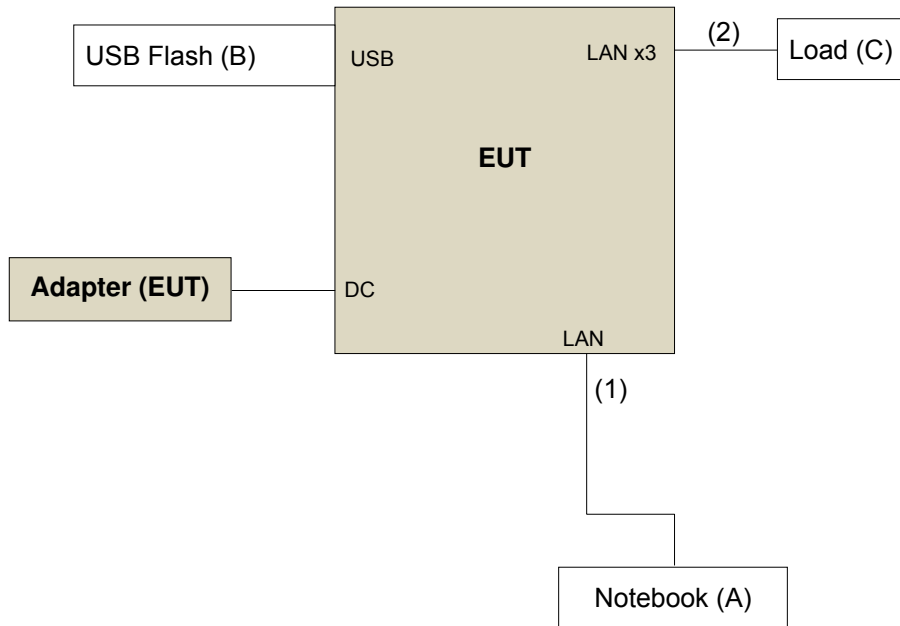 USB Flash (B)
USB
LAN x3
(2)
Load (C)
EUT
Adapter (EUT)
DC
LAN
(1)
Notebook (A)